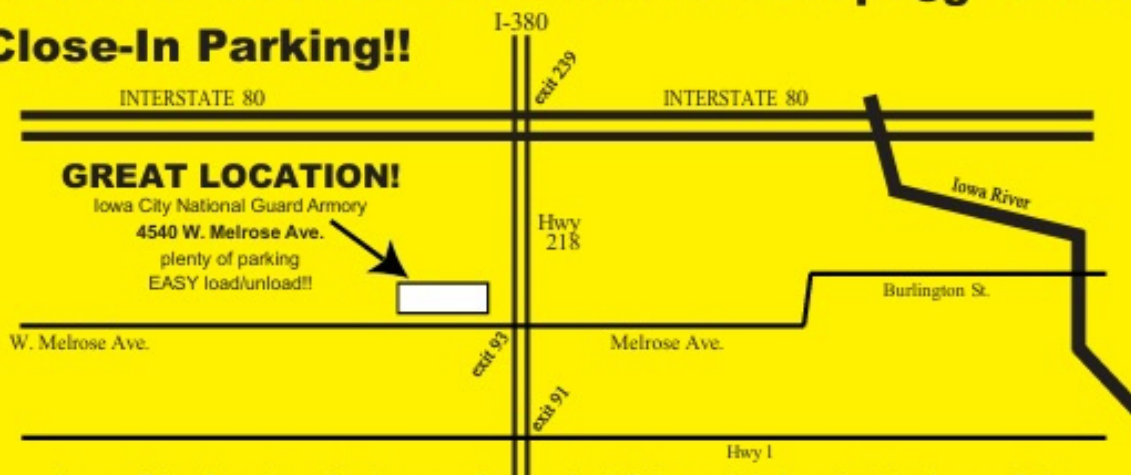 I-380
Close-In Parking!!
exit 239
INTERSTATE 80
INTERSTATE 80
GREAT LOCATION!
Iowa City National Guard Armory
4540 W. Melrose Ave.
plenty of parking
EASY load/unload!!
Hwy
218
Iowa River
Burlington St.
W. Melrose Ave.
exit 93
Melrose Ave.
exit 91
Hwy 1